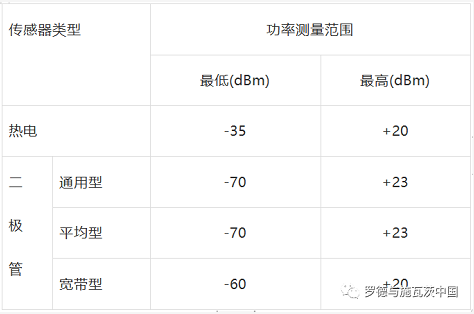 传感器类型 功率测量范围
最低(dBm) 最高(dBm)
热电 -35 +20
二极管 通用型 -70 +23
平均型 -70 +23
宽带型 -60 +20
罗德与施瓦茨中国